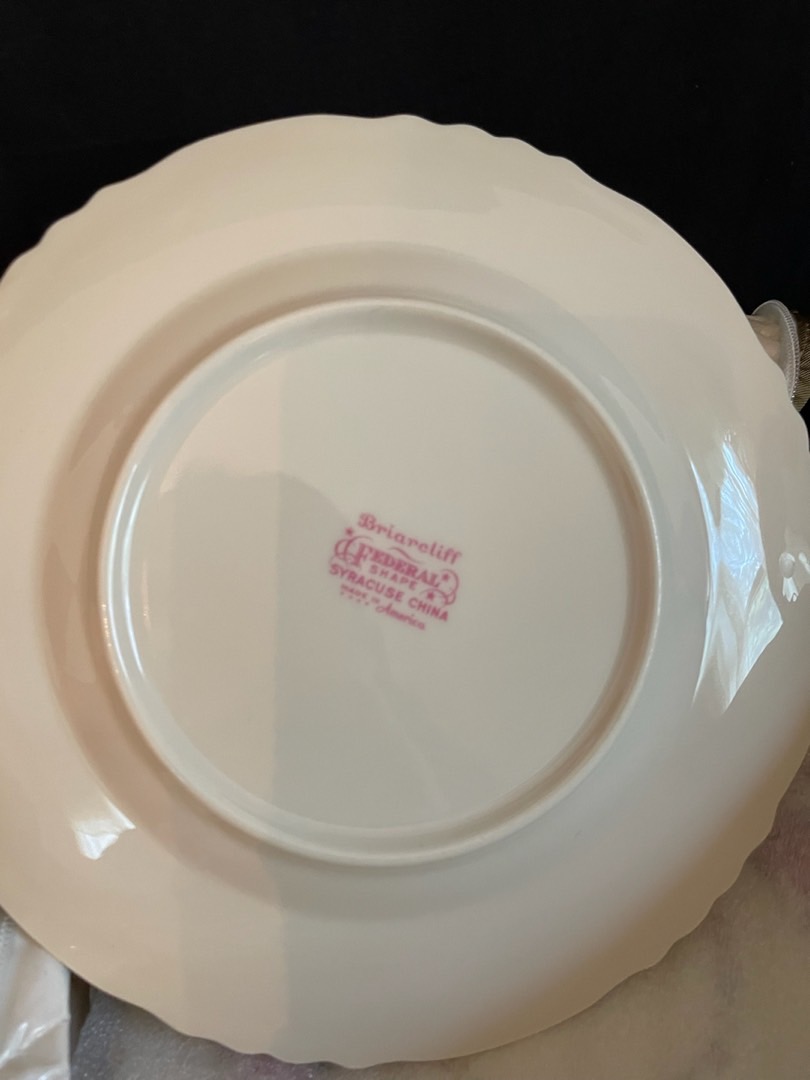 Briarcliff
FEDERAL
SHAPE
SYRACUSE CHINA
MADE IN
America